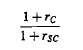 1 + r_C
1 + r_SC